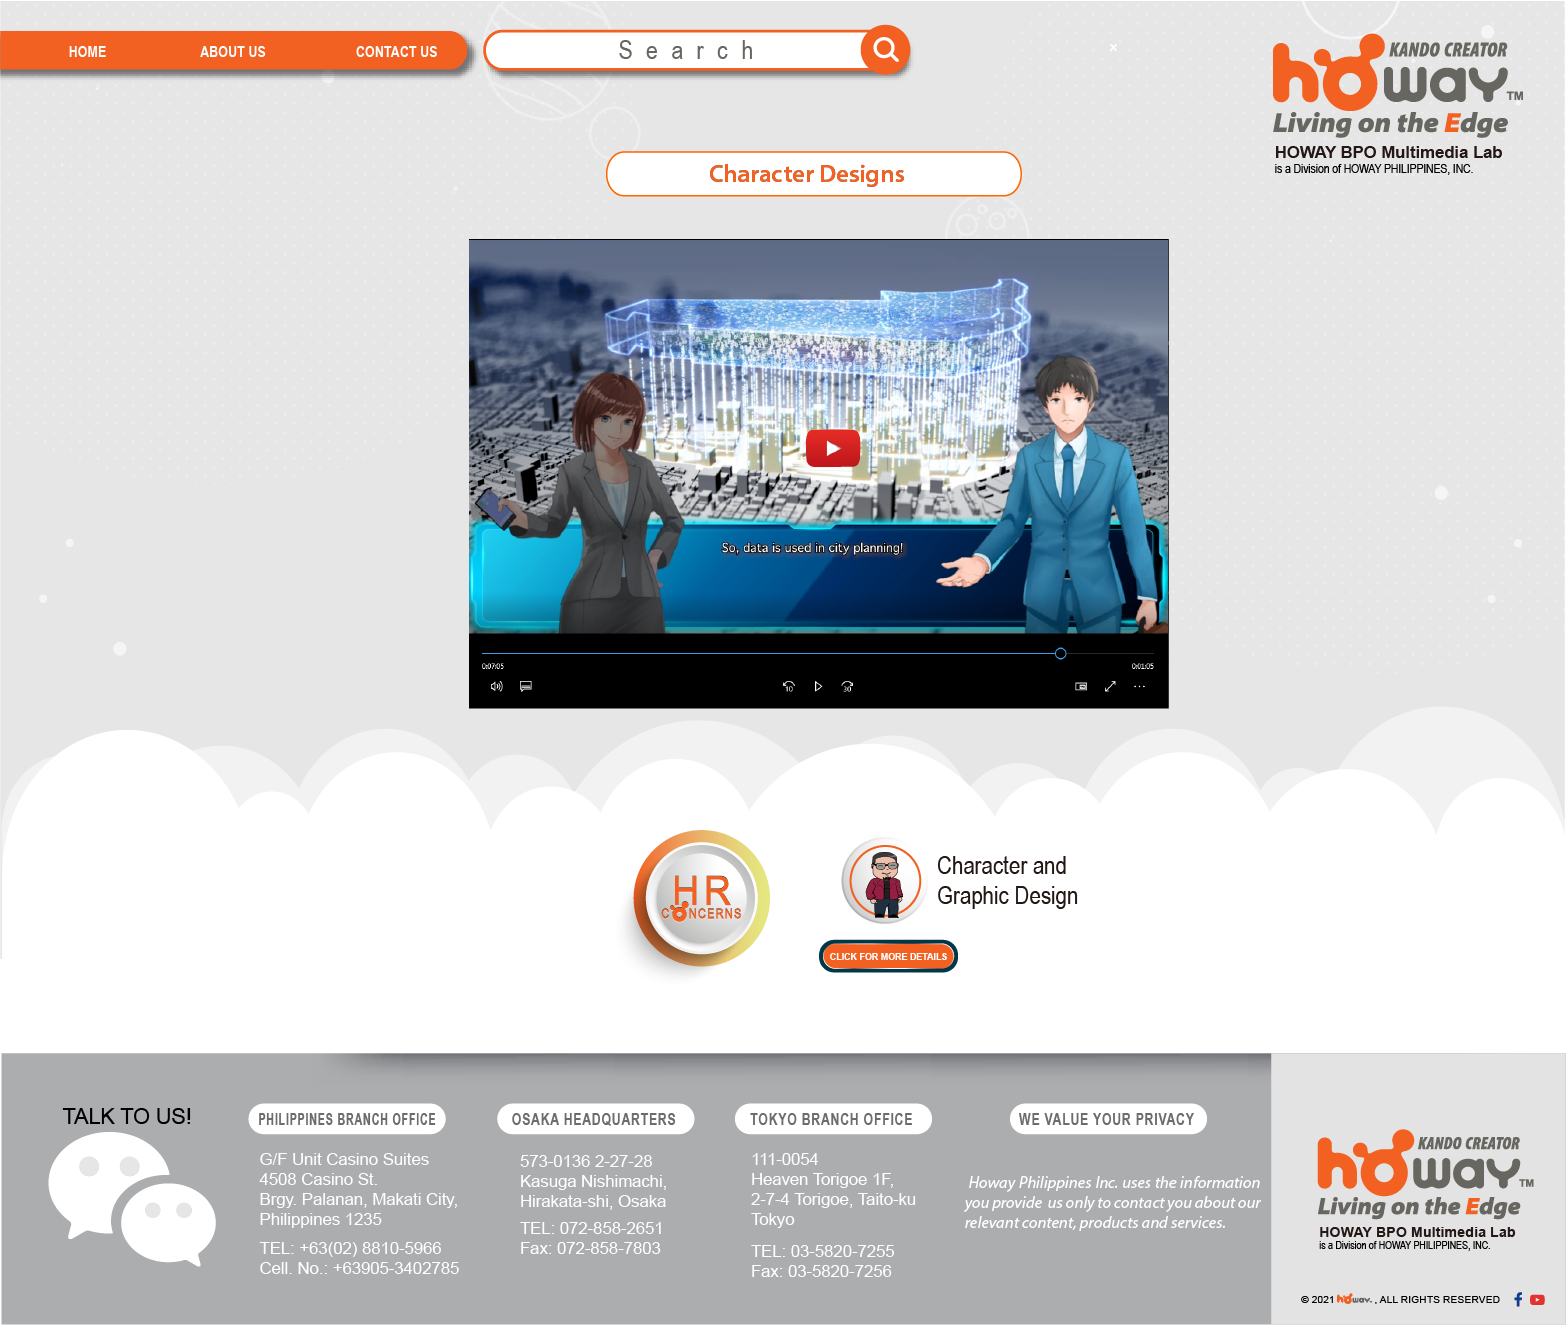 HOME
ABOUT US
CONTACT US
Search
KANDO CREATOR
howay™
Living on the Edge
HOWAY BPO Multimedia Lab
is a Division of HOWAY PHILIPPINES, INC.
Character Designs
So, data is used in city planning!
0:07:05
0:01:05
10
30
HR
CONCERNS
Character and
Graphic Design
CLICK FOR MORE DETAILS
TALK TO US!
PHILIPPINES BRANCH OFFICE
G/F Unit Casino Suites
4508 Casino St.
Brgy. Palanan, Makati City,
Philippines 1235
TEL: +63(02) 8810-5966
Cell. No.: +63905-3402785
OSAKA HEADQUARTERS
573-0136 2-27-28
Kasuga Nishimachi,
Hirakata-shi, Osaka
TEL: 072-858-2651
Fax: 072-858-7803
TOKYO BRANCH OFFICE
111-0054
Heaven Torigoe 1F,
2-7-4 Torigoe, Taito-ku
Tokyo
TEL: 03-5820-7255
Fax: 03-5820-7256
WE VALUE YOUR PRIVACY
Howay Philippines Inc. uses the information
you provide us only to contact you about our
relevant content, products and services.
KANDO CREATOR
howay™
Living on the Edge
HOWAY BPO Multimedia Lab
is a Division of HOWAY PHILIPPINES, INC.
© 2021 howay. , ALL RIGHTS RESERVED